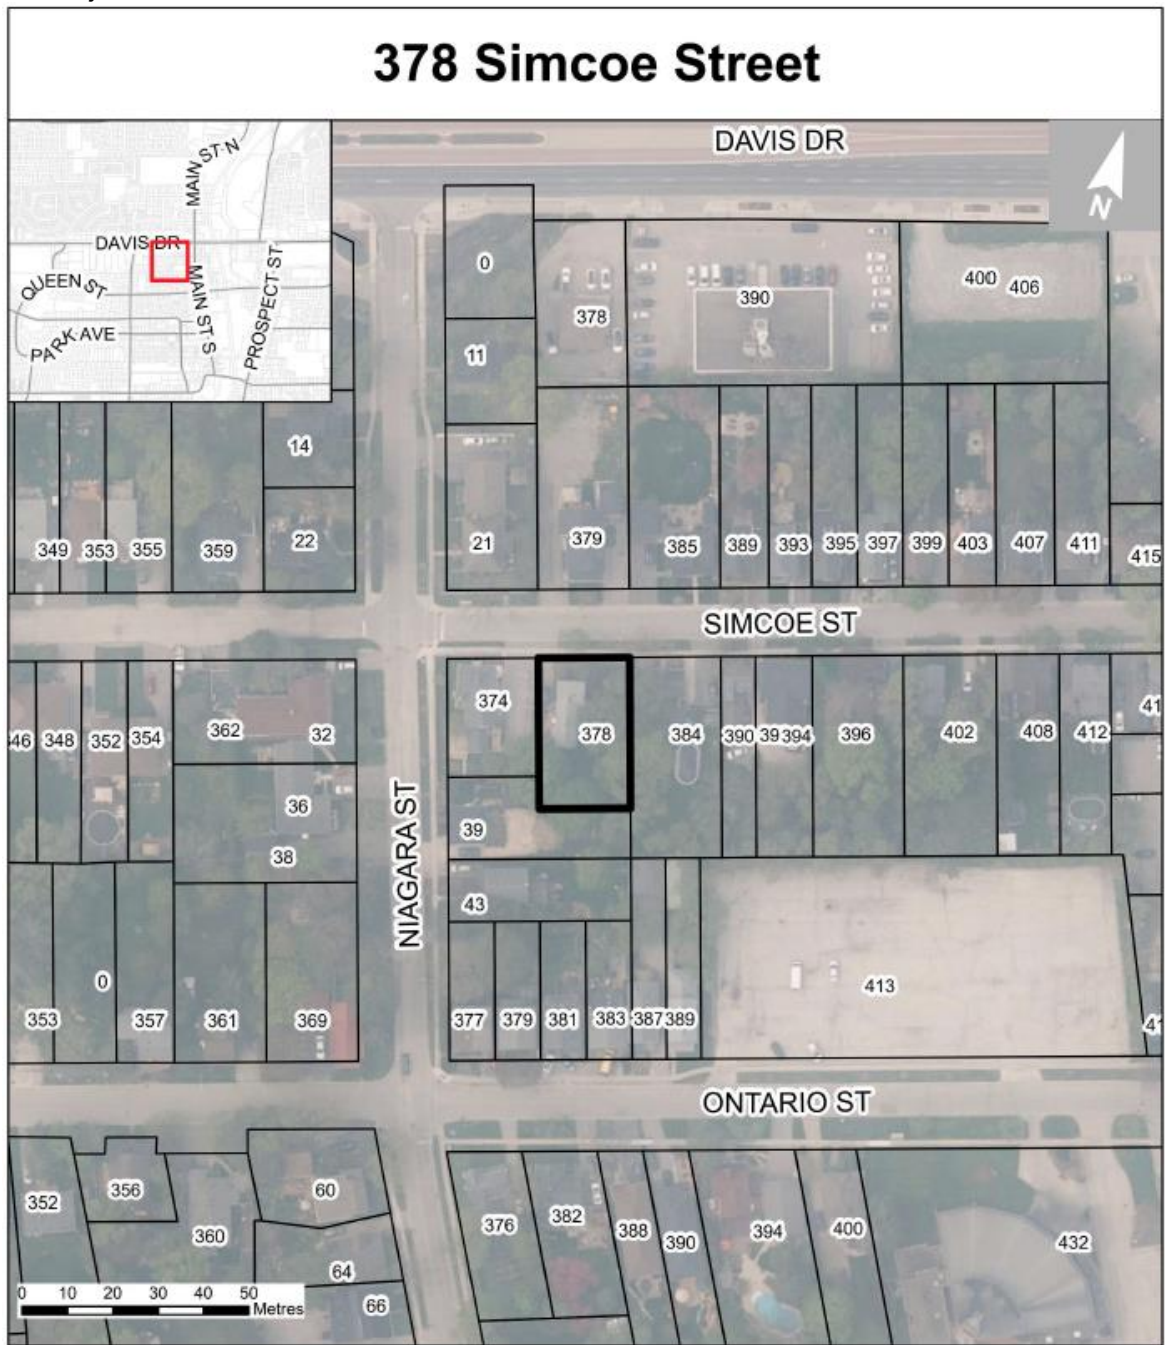 378 Simcoe Street
DAVIS DR
N
MAIN ST N
DAVIS DR
QUEEN ST
MAIN ST S
PROSPECT ST
PARK AVE
0
378
390
400 406
11
14
349 353 355 359 22 21 379 385 389 393 395 397 399 403 407 411 415
SIMCOE ST
374
348 352 354 362 32 378 384 390 394 396 402 408 412
NIAGARA ST
36
39
38
43
0
413
353 357 361 369 377 379 381 383 387 389
ONTARIO ST
352 356 60 376 382 388 390 394 400 432
360
64
66
0 10 20 30 40 50
Metres